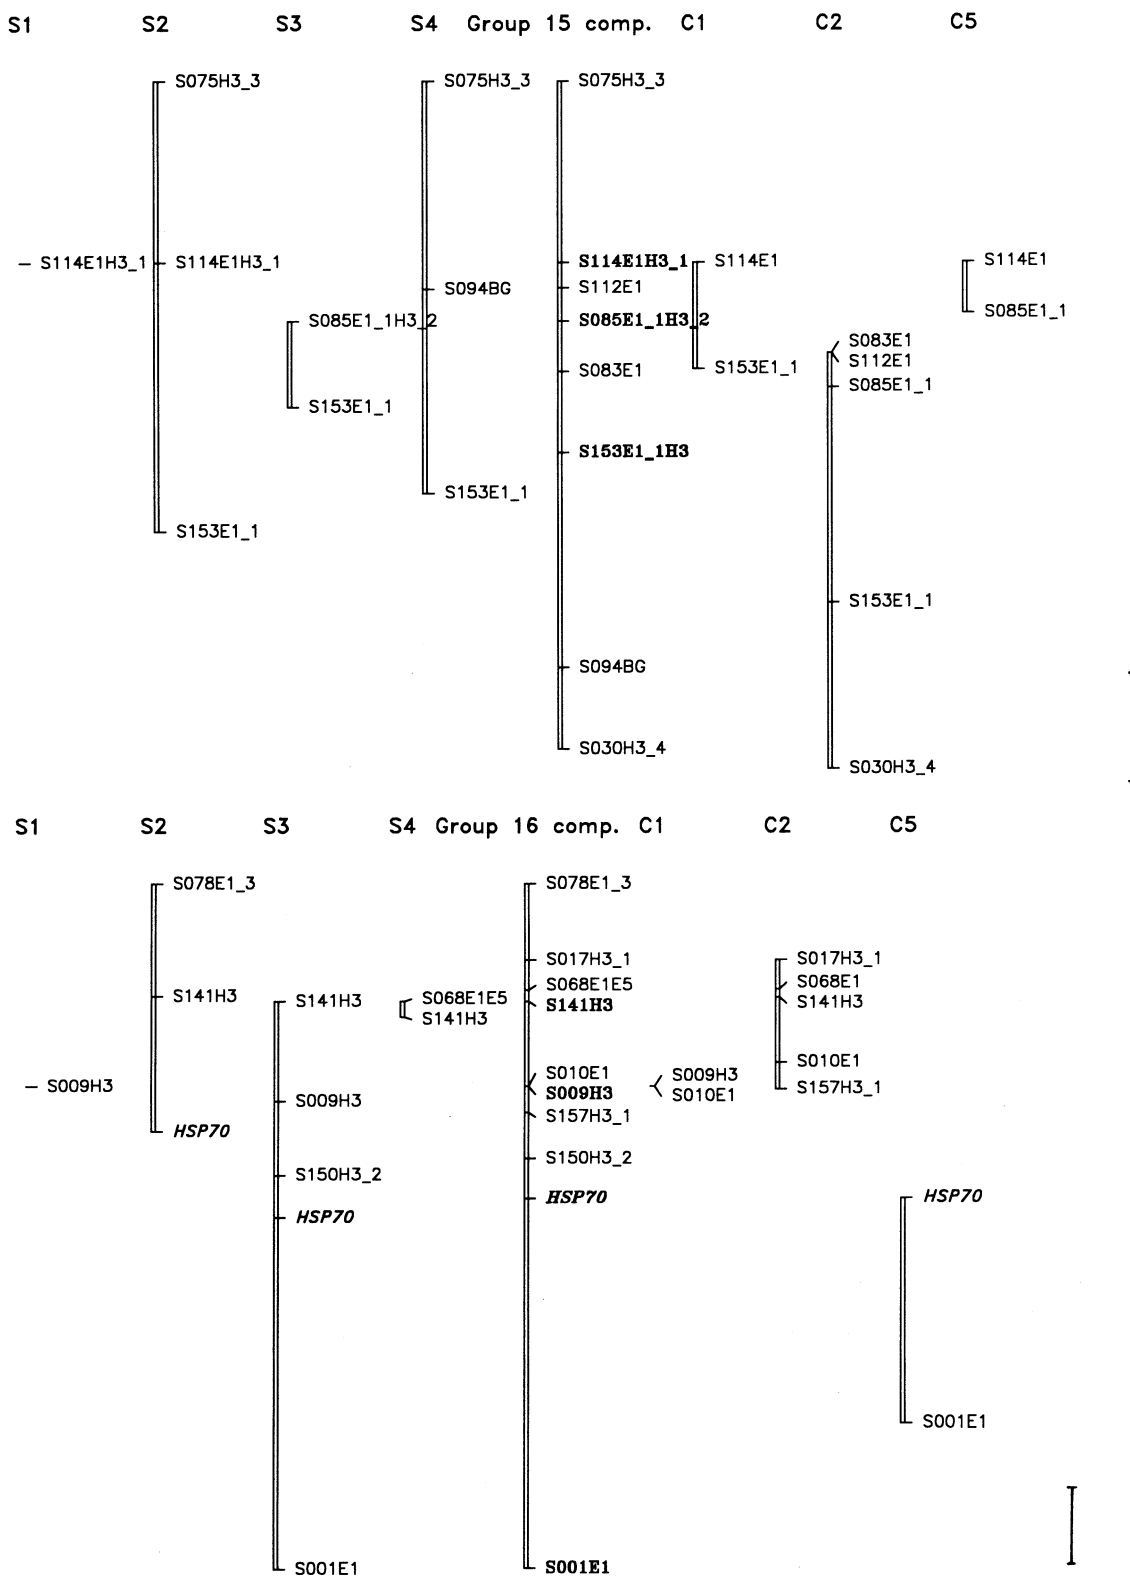 S1 S2 S3 S4 Group 15 comp. C1 C2 C5
S075H3_3 S075H3_3 S075H3_3
S114E1H3_1 S114E1H3_1 S114E1H3_1 S114E1 S114E1
S094BG S112E1
S085E1_1H3_2 S085E1_1H3_2 S085E1_1
S083E1
S112E1
S083E1 S153E1_1 S085E1_1
S153E1_1
S153E1_1H3
S153E1_1
S153E1_1
S153E1_1
S094BG
S030H3_4
S030H3_4
S1 S2 S3 S4 Group 16 comp. C1 C2 C5
S078E1_3 S078E1_3
S017H3_1 S017H3_1
S068E1E5 S068E1
S141H3 S141H3 S068E1E5 S141H3 S141H3
S141H3
S010E1 S010E1
S009H3 S009H3 S009H3 S157H3_1
S009H3 S010E1
S157H3_1
HSP70
S150H3_2
S150H3_2
HSP70 HSP70
HSP70
S001E1
S001E1 S001E1